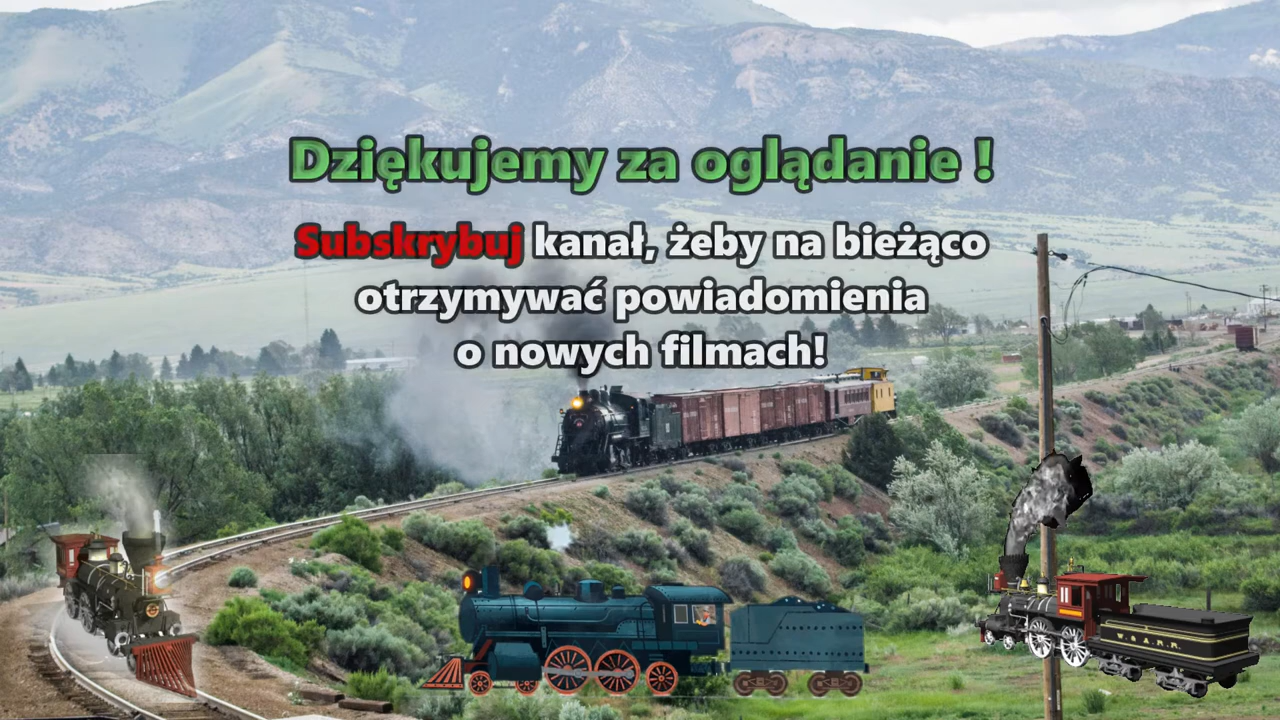 Dziękujemy za oglądanie !
Subskrybuj kanał, żeby na bieżąco
otrzymywać powiadomienia
o nowych filmach!
W. & A. R. R.